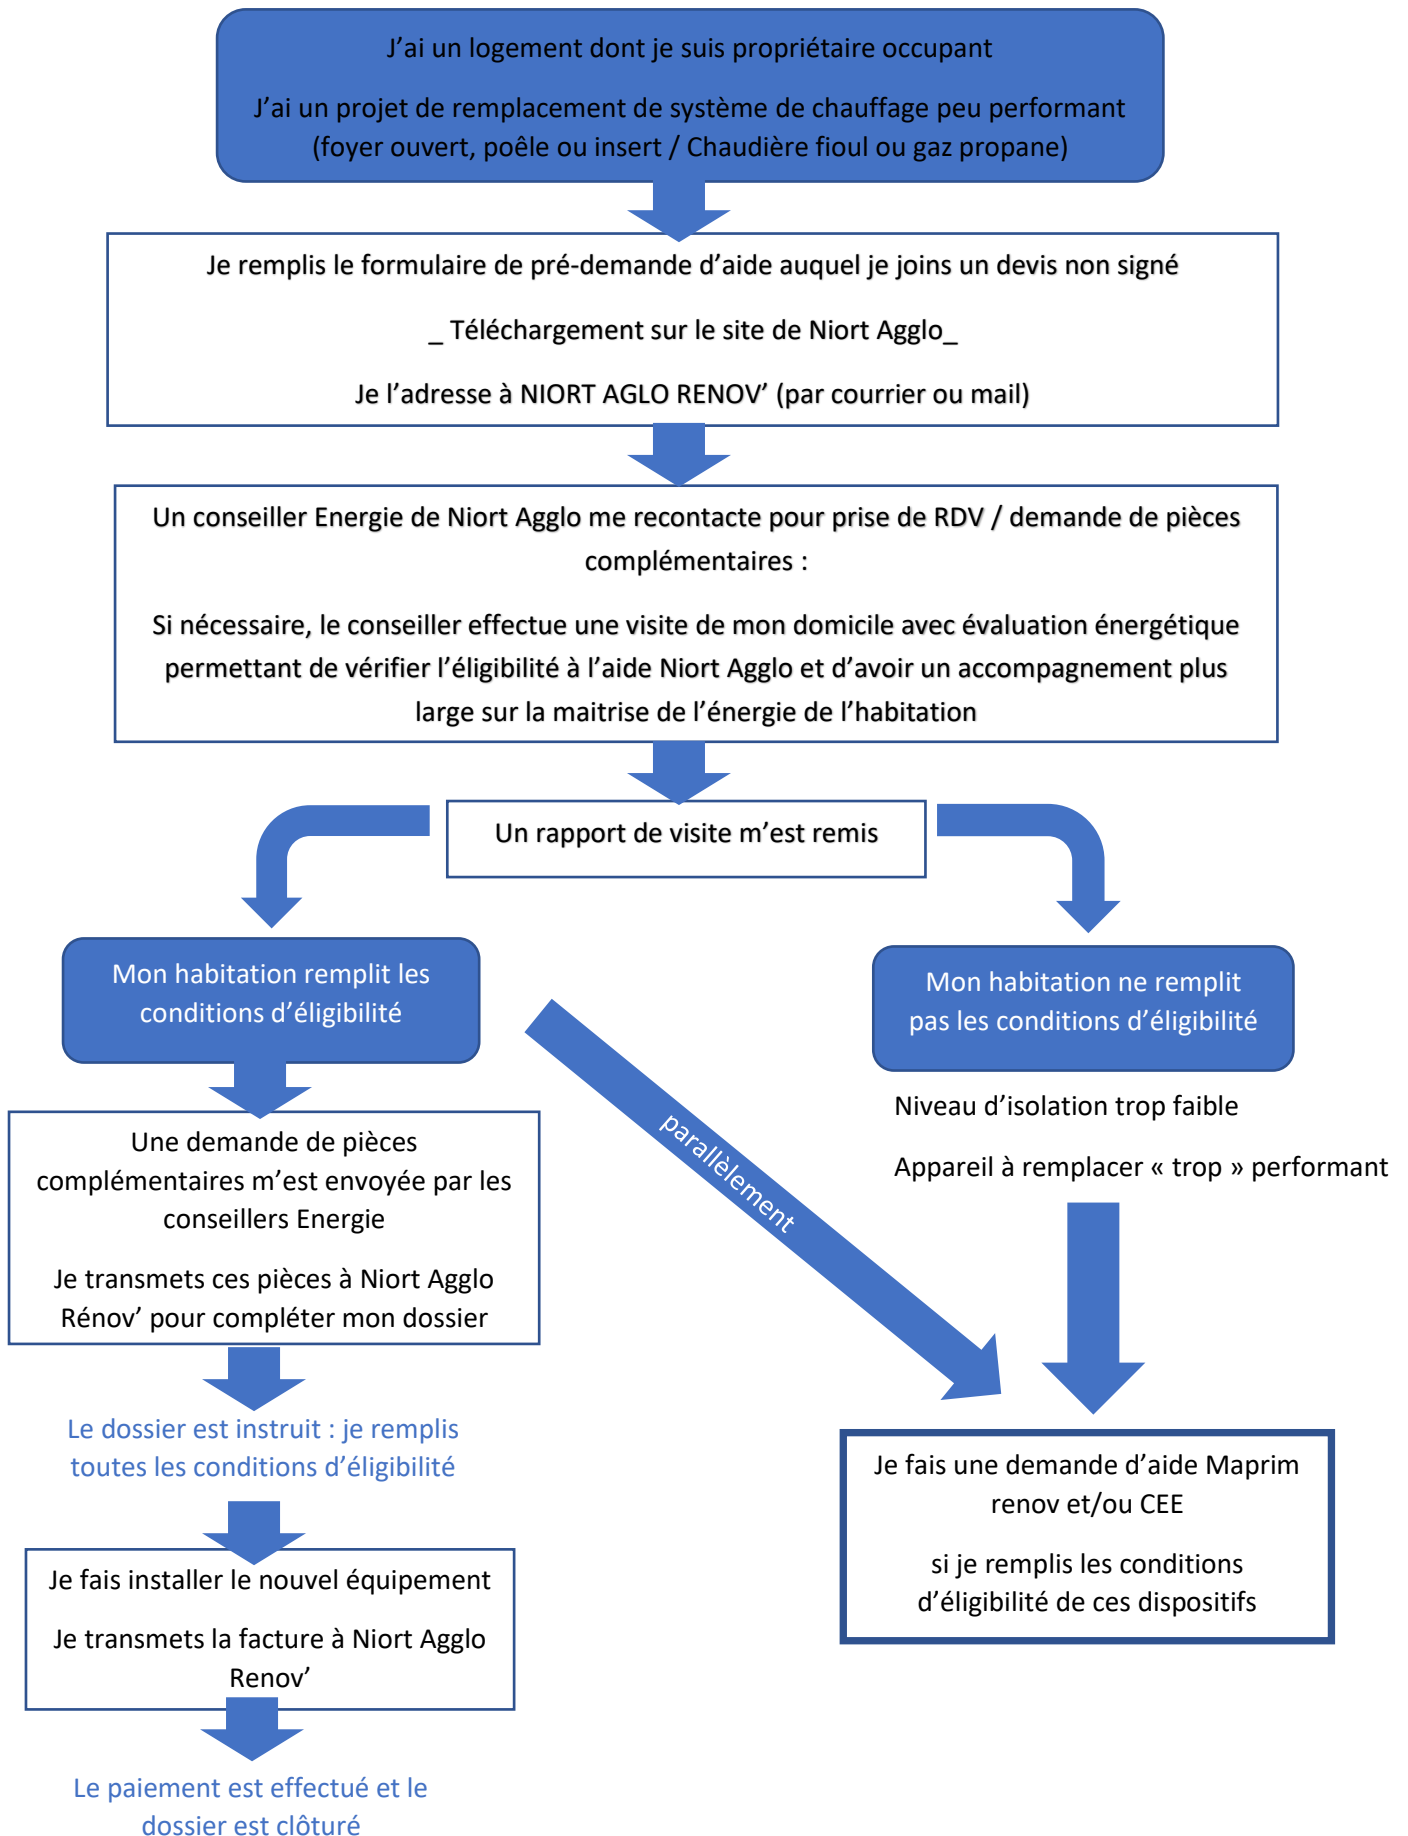 J’ai un logement dont je suis propriétaire occupant
J’ai un projet de remplacement de système de chauffage peu performant
(foyer ouvert, poêle ou insert / Chaudière fioul ou gaz propane)
Je remplis le formulaire de pré-demande d’aide auquel je joins un devis non signé
_ Téléchargement sur le site de Niort Agglo_
Je l’adresse à NIORT AGLO RENOV’ (par courrier ou mail)
Un conseiller Energie de Niort Agglo me recontacte pour prise de RDV / demande de pièces
complémentaires :
Si nécessaire, le conseiller effectue une visite de mon domicile avec évaluation énergétique
permettant de vérifier l’éligibilité à l’aide Niort Agglo et d’avoir un accompagnement plus
large sur la maitrise de l’énergie de l’habitation
Un rapport de visite m’est remis
Mon habitation remplit les
conditions d’éligibilité
Une demande de pièces
complémentaires m’est envoyée par les
conseillers Energie
Je transmets ces pièces à Niort Agglo
Rénov’ pour compléter mon dossier
Le dossier est instruit : je remplis
toutes les conditions d’éligibilité
Je fais installer le nouvel équipement
Je transmets la facture à Niort Agglo
Renov’
Le paiement est effectué et le
dossier est clôturé
parallèlement
Mon habitation ne remplit
pas les conditions d’éligibilité
Niveau d’isolation trop faible
Appareil à remplacer « trop » performant
Je fais une demande d’aide Maprim
renov et/ou CEE
si je remplis les conditions
d’éligibilité de ces dispositifs